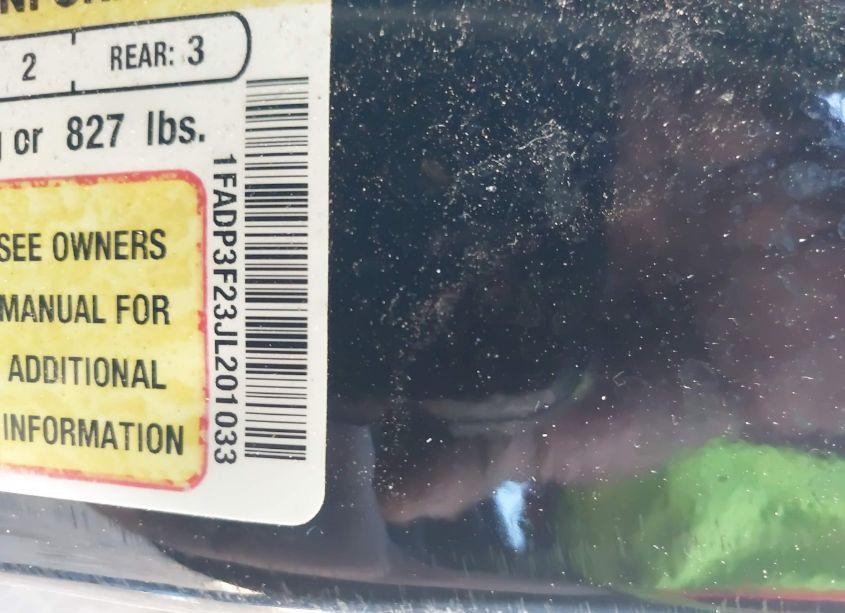 2 REAR: 3
or 827 lbs.
SEE OWNERS
MANUAL FOR
ADDITIONAL
INFORMATION
1FADP3F23JL201033